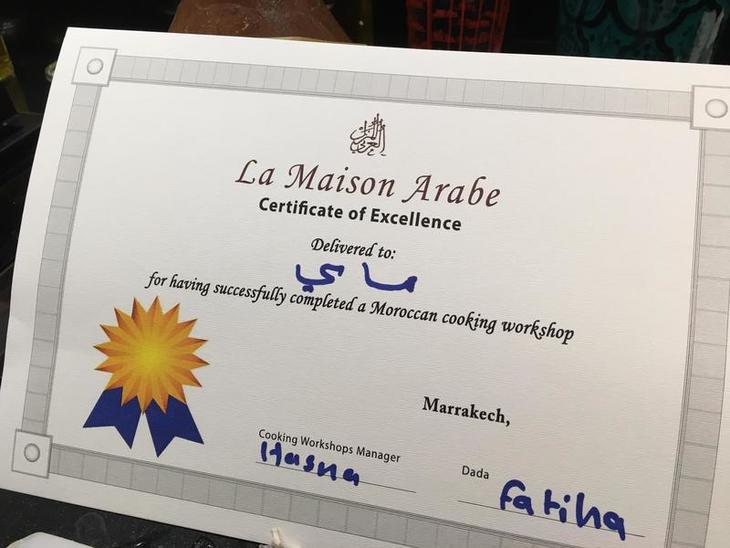 La Maison Arabe
Certificate of Excellence
Delivered to:
ماي
for having successfully completed a Moroccan cooking workshop
Marrakech,
Cooking Workshops Manager
Hasna
Dada
Fatiha